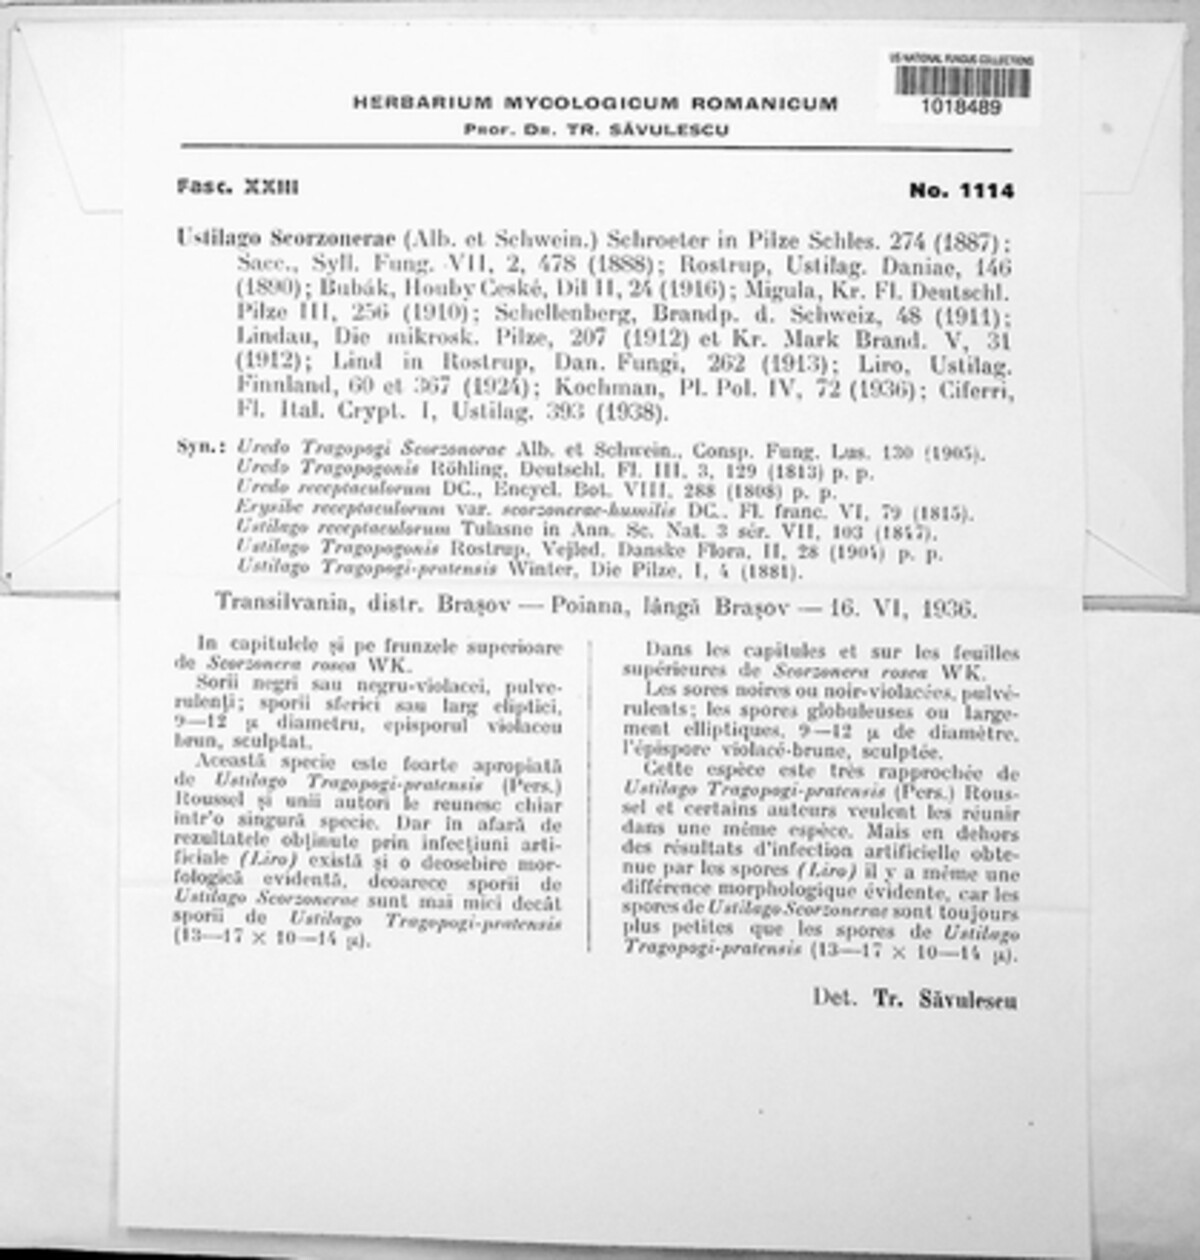 US NATIONAL FUNGUS COLLECTIONS
1018489
HERBARIUM MYCOLOGICUM ROMANICUM
PROF. DR. TR. SĂVULESCU
Fasc. XXIII
No. 1114
Ustilago Scorzonerae (Alb. et Schwein.) Schroeter in Pilze Schles. 274 (1887);
Sacc., Syll. Fung. VII, 2, 478 (1888); Rostrup, Ustilag. Daniae, 146
(1890); Bubák, Houby České, Díl II, 24 (1916); Migula, Kr. Fl. Deutschl.
Pilze III, 256 (1910); Schellenberg, Brandp. d. Schweiz, 48 (1911);
Lindau, Die mikrosk. Pilze, 207 (1912) et Kr. Mark Brand. V, 31
(1912); Lind in Rostrup, Dan. Fungi, 262 (1913); Liro, Ustilag.
Finnland, 60 et 367 (1924); Kochman, Pl. Pol. IV, 72 (1936); Ciferri,
Fl. Ital. Crypt. I, Ustilag. 393 (1938).
Syn.: Uredo Tragopogi Scorzonerae Alb. et Schwein., Consp. Fung. Lus. 130 (1905).
Uredo Tragopogonis Röhling, Deutschl. Fl. III, 3, 129 (1813) p. p.
Uredo receptaculorum DC., Encycl. Bot. VIII, 288 (1808) p. p.
Erysibe receptaculorum var. scorzonerae-humilis DC., Fl. franc. VI, 79 (1815).
Ustilago receptaculorum Tulasne in Ann. Sc. Nat. 3 sér. VII, 103 (1847).
Ustilago Tragopogonis Rostrup, Vejled. Danske Flora, II, 28 (1904) p. p.
Ustilago Tragopogi-pratensis Winter, Die Pilze, I, 4 (1881).
Transilvania, distr. Brașov — Poiana, lângă Brașov — 16. VI, 1936.
In capitulele și pe frunzele superioare
de Scorzonera rosea WK.
Sorii negri sau negru-violacei, pulve-
rulenți; sporii sferici sau larg eliptici,
9—12 µ diametru, episporul violaceu
brun, sculptat.
Această specie este foarte apropiată
de Ustilago Tragopogi-pratensis (Pers.)
Roussel și unii autori le reunesc chiar
intr'o singură specie. Dar în afară de
rezultatele obținute prin infecțiuni arti-
ficiale (Liro) există și o deosebire mor-
fologică evidentă, deoarece sporii de
Ustilago Scorzonerae sunt mai mici decât
sporii de Ustilago Tragopogi-pratensis
(13—17 × 10—14 µ).
Dans les capitules et sur les feuilles
supérieures de Scorzonera rosea WK.
Les sores noires ou noir-violacées, pulvé-
rulents; les spores globuleuses ou large-
ment elliptiques, 9—12 µ de diamètre,
l'épispore violacé-brune, sculptée.
Cette espèce este très rapprochée de
Ustilago Tragopogi-pratensis (Pers.) Rous-
sel et certains auteurs veulent les réunir
dans une même espèce. Mais en dehors
des résultats d'infection artificielle obte-
nue par les spores (Liro) il y a même une
différence morphologique évidente, car les
spores de Ustilago Scorzonerae sont toujours
plus petites que les spores de Ustilago
Tragopogi-pratensis (13—17 × 10—14 µ).
Det. Tr. Săvulescu